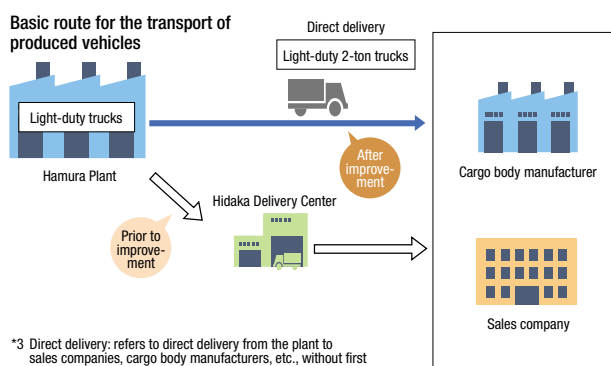 Basic route for the transport of
produced vehicles
Direct delivery
Light-duty 2-ton trucks
Light-duty trucks
Hamura Plant
After
improve-
ment
Cargo body manufacturer
Hidaka Delivery Center
Prior to
improve-
ment
Sales company
*3 Direct delivery: refers to direct delivery from the plant to
sales companies, cargo body manufacturers, etc., without first